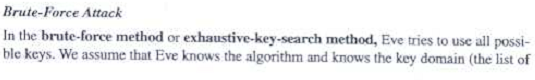 Brute-Force Attack
In the brute-force method or exhaustive-key-search method, Eve tries to use all possi-
ble keys. We assume that Eve knows the algorithm and knows the key domain (the list of